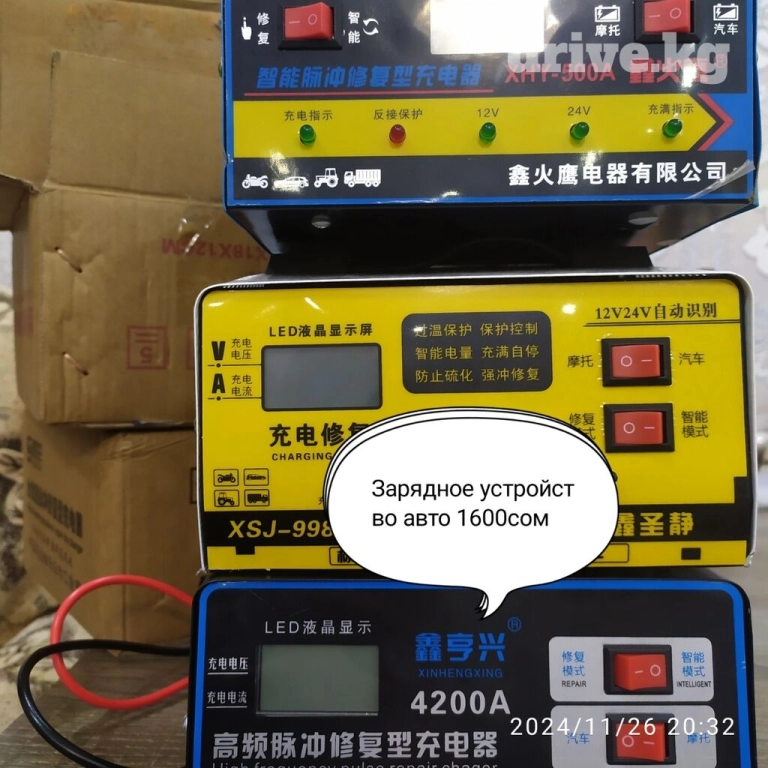 修复
智能
摩托
汽车
drive.kg
智能脉冲修复型充电器 XHY-500A
充电指示 反接保护 12V 24V 充满指示
鑫火鹰电器有限公司
12V24V自动识别
LED液晶显示屏
V 充电电压
A 充电电流
过温保护 保护控制
智能电量 充满自停
防止硫化 强冲修复
摩托 汽车
智能模式
充电修复
CHARGING
Зарядное устройст
во авто 1600сом
XSJ-998
鑫圣静
5
LED液晶显示
鑫亨兴®
XINHENGXING
充电电压
充电电流
4200A
修复模式
REPAIR
智能模式
INTELLIGENT
2024/11/26 20:32
汽车 摩托
高频脉冲修复型充电器
High frequency pulse repair chager